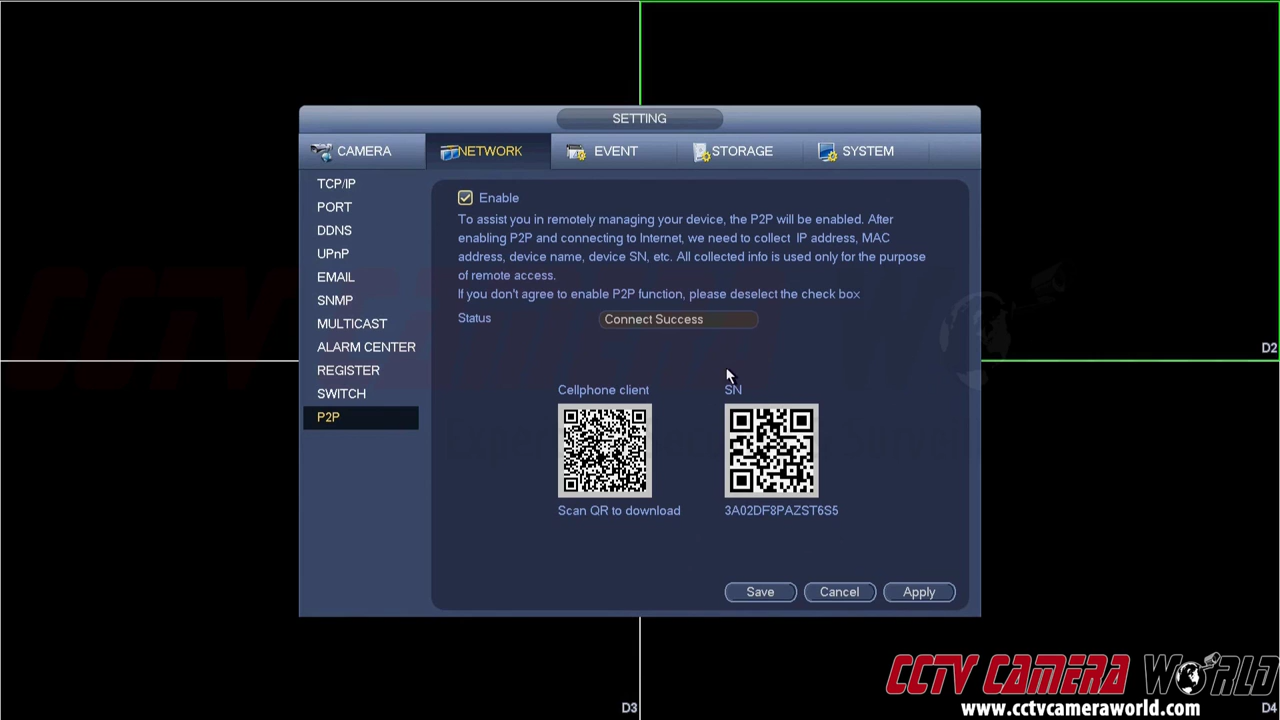 SETTING
CAMERA
NETWORK
EVENT
STORAGE
SYSTEM
TCP/IP
PORT
DDNS
UPnP
EMAIL
SNMP
MULTICAST
ALARM CENTER
REGISTER
SWITCH
P2P
Enable
To assist you in remotely managing your device, the P2P will be enabled. After
enabling P2P and connecting to Internet, we need to collect IP address, MAC
address, device name, device SN, etc. All collected info is used only for the purpose
of remote access.
If you don't agree to enable P2P function, please deselect the check box
Status
Connect Success
Cellphone client
SN
Scan QR to download
3A02DF8PAZST6S5
Save
Cancel
Apply
D2
D3
D4
CCTV CAMERA WORLD
www.cctvcameraworld.com